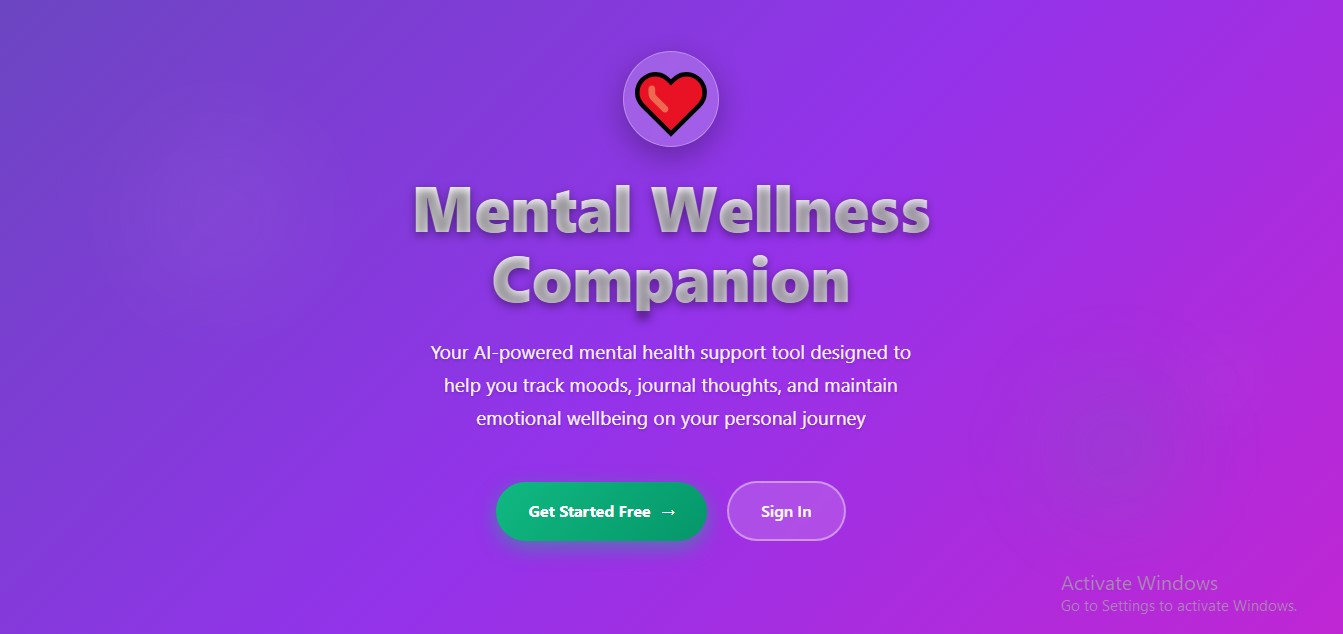 Mental Wellness
Companion
Your AI-powered mental health support tool designed to
help you track moods, journal thoughts, and maintain
emotional wellbeing on your personal journey
Get Started Free →
Sign In
Activate Windows
Go to Settings to activate Windows.